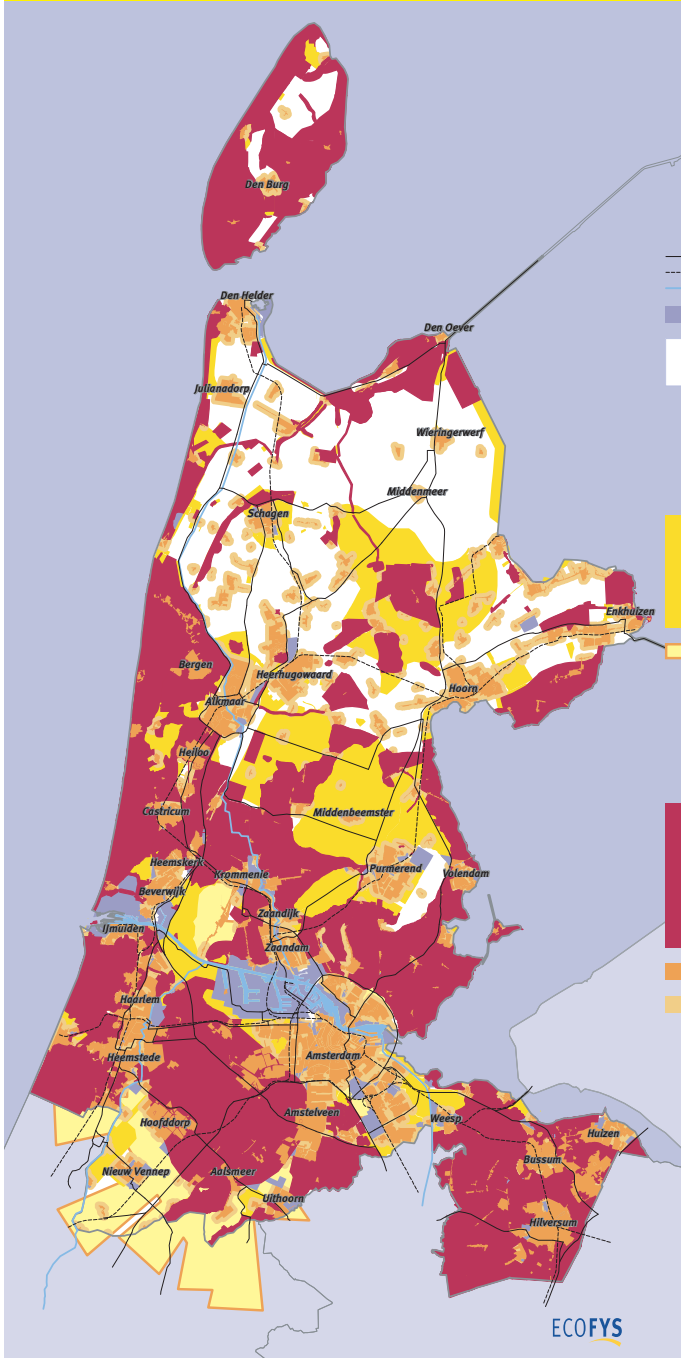 Den Burg
Den Helder
Den Oever
Julianadorp
Wieringerwerf
Middenmeer
Schagen
Enkhuizen
Bergen
Heerhugowaard
Hoorn
Alkmaar
Heiloo
Castricum
Middenbeemster
Heemskerk
Krommenie
Purmerend
Volendam
Beverwijk
Zaandijk
IJmuiden
Zaandam
Haarlem
Heemstede
Amsterdam
Amstelveen
Weesp
Hoofddorp
Huizen
Bussum
Nieuw Vennep
Aalsmeer
Uithoorn
Hilversum
ECOFYS